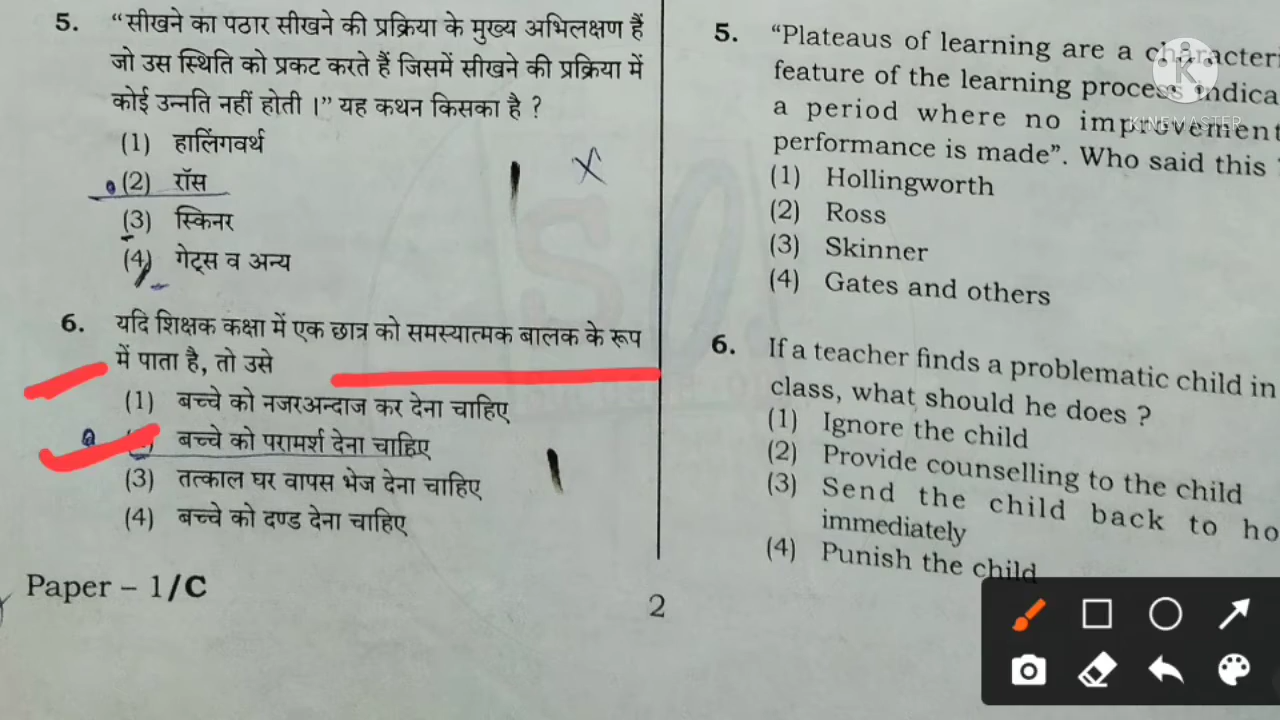 5. “सीखने का पठार सीखने की प्रक्रिया के मुख्य अभिलक्षण हैं
जो उस स्थिति को प्रकट करते हैं जिसमें सीखने की प्रक्रिया में
कोई उन्नति नहीं होती ।” यह कथन किसका है ?
(1) हालिंगवर्थ
(2) रॉस
(3) स्किनर
(4) गेट्स व अन्य
6. यदि शिक्षक कक्षा में एक छात्र को समस्यात्मक बालक के रूप
में पाता है, तो उसे
(1) बच्चे को नजरअन्दाज कर देना चाहिए
(2) बच्चे को परामर्श देना चाहिए
(3) तत्काल घर वापस भेज देना चाहिए
(4) बच्चे को दण्ड देना चाहिए
Paper – 1/C
2
5. “Plateaus of learning are a character
feature of the learning process indica
a period where no improvement
performance is made”. Who said this
(1) Hollingworth
(2) Ross
(3) Skinner
(4) Gates and others
6. If a teacher finds a problematic child in
class, what should he does ?
(1) Ignore the child
(2) Provide counselling to the child
(3) Send the child back to ho
immediately
(4) Punish the child
K
KINEMASTER